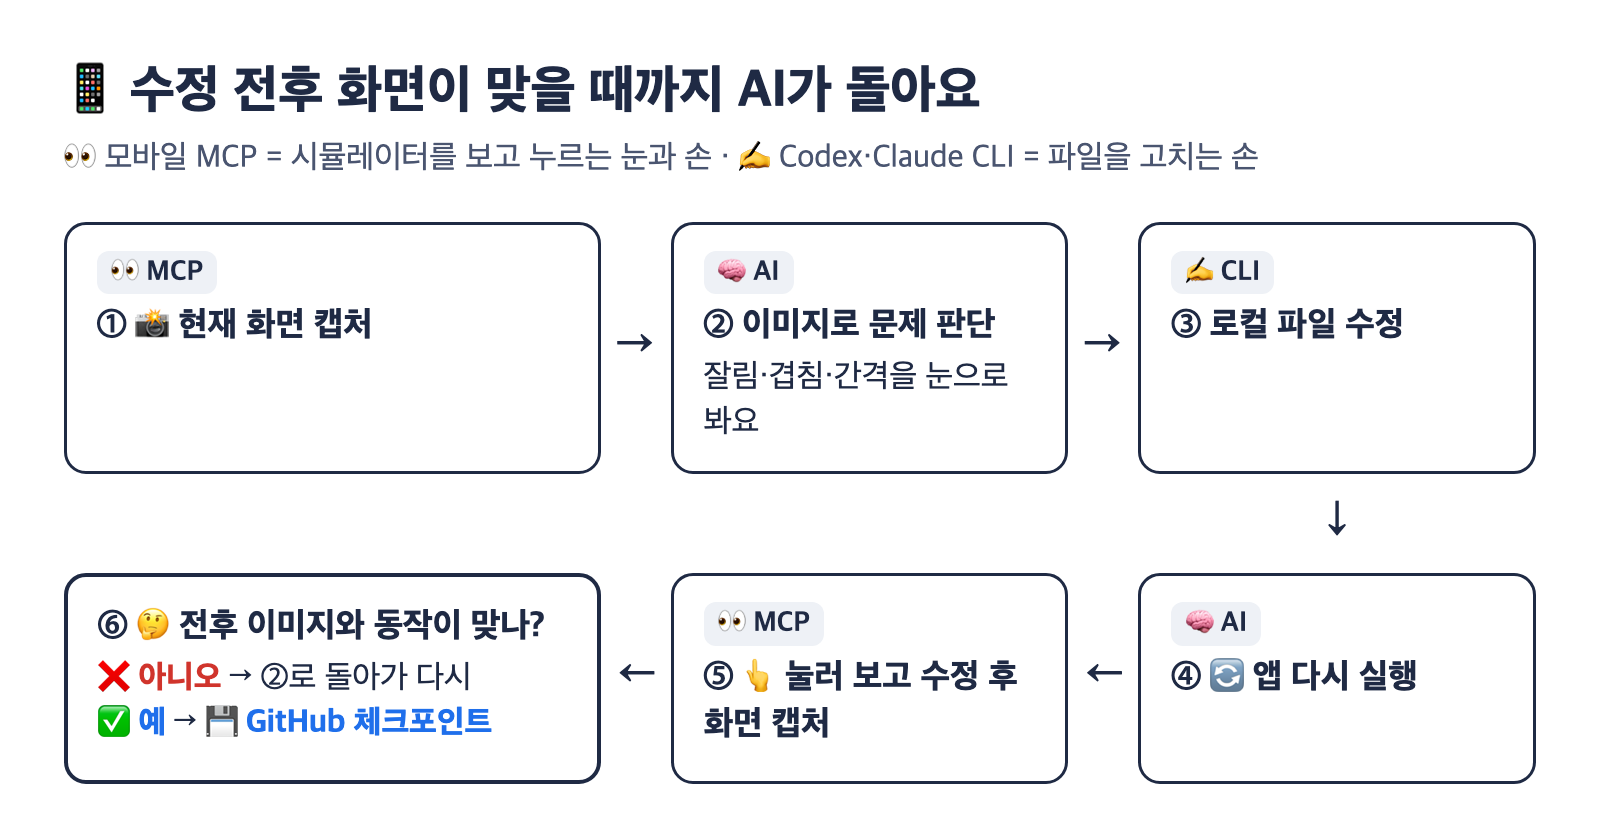 📱 수정 전후 화면이 맞을 때까지 AI가 돌아요
👀 모바일 MCP = 시뮬레이터를 보고 누르는 눈과 손 · ✍️ Codex·Claude CLI = 파일을 고치는 손
👀 MCP
① 📸 현재 화면 캡처
→
🧠 AI
② 이미지로 문제 판단
잘림·겹침·간격을 눈으로
봐요
→
✍️ CLI
③ 로컬 파일 수정
↓
🧠 AI
④ 🔄 앱 다시 실행
←
👀 MCP
⑤ 👆 눌러 보고 수정 후
화면 캡처
←
⑥ 🤔 전후 이미지와 동작이 맞나?
❌ 아니오 → ②로 돌아가 다시
✅ 예 → 💾 GitHub 체크포인트